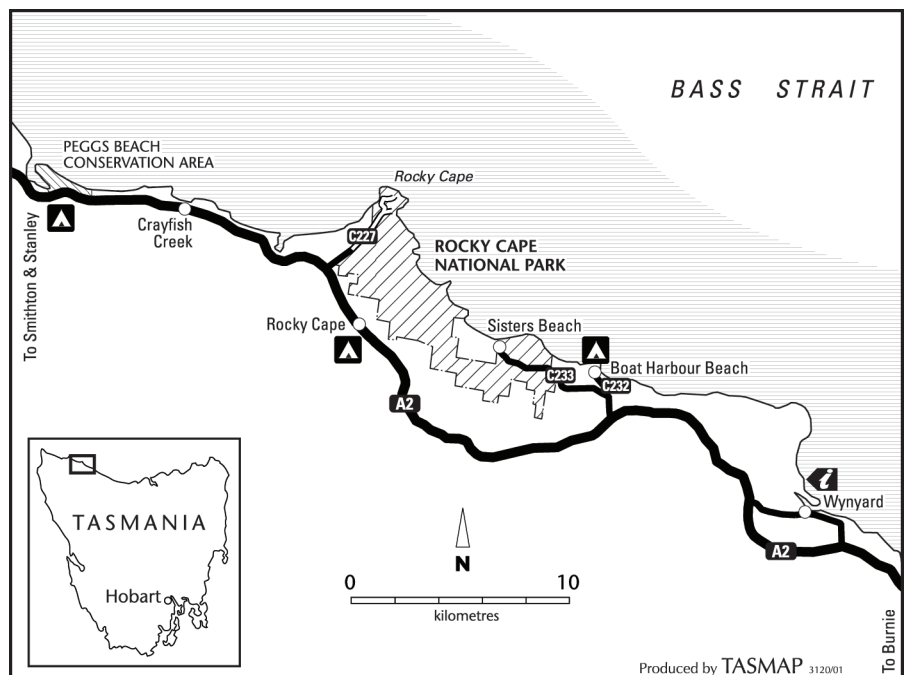 BASS STRAIT
PEGGS BEACH
CONSERVATION AREA
Rocky Cape
Crayfish
Creek
C227
ROCKY CAPE
NATIONAL PARK
To Smithton & Stanley
Rocky Cape
Sisters Beach
Boat Harbour Beach
C233
C232
A2
i
Wynyard
A2
TASMANIA
Hobart
N
0 10
kilometres
To Burnie
Produced by TASMAP 3120/01